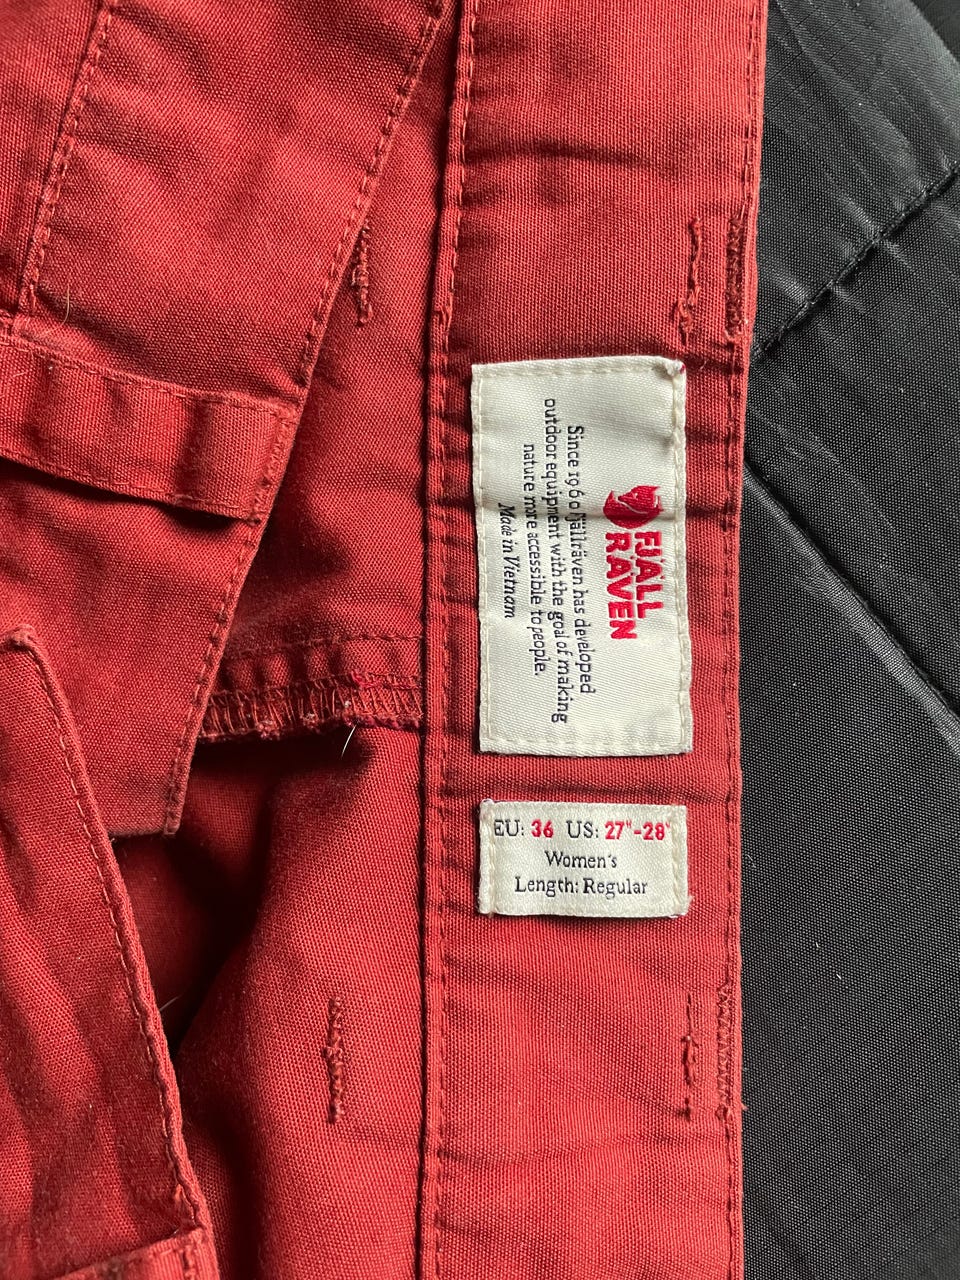 FJÄLL
RÄVEN
Since 1960 Fjällräven has developed
outdoor equipment with the goal of making
nature more accessible to people.
Made in Vietnam
EU: 36 US: 27"-28"
Women's
Length: Regular